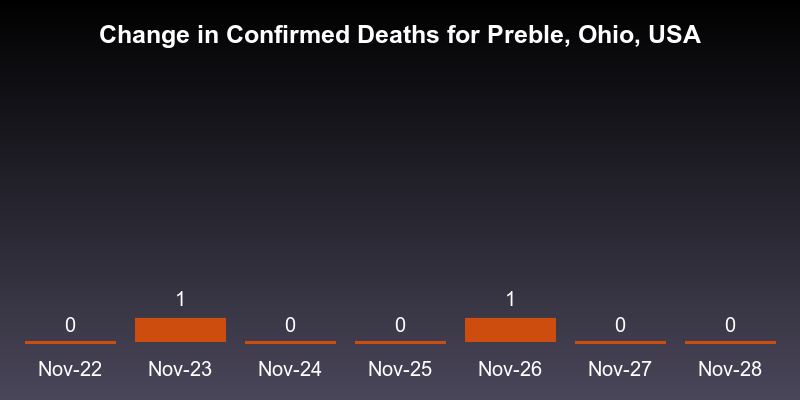 Change in Confirmed Deaths for Preble, Ohio, USA
0 1 0 0 1 0 0
Nov-22 Nov-23 Nov-24 Nov-25 Nov-26 Nov-27 Nov-28